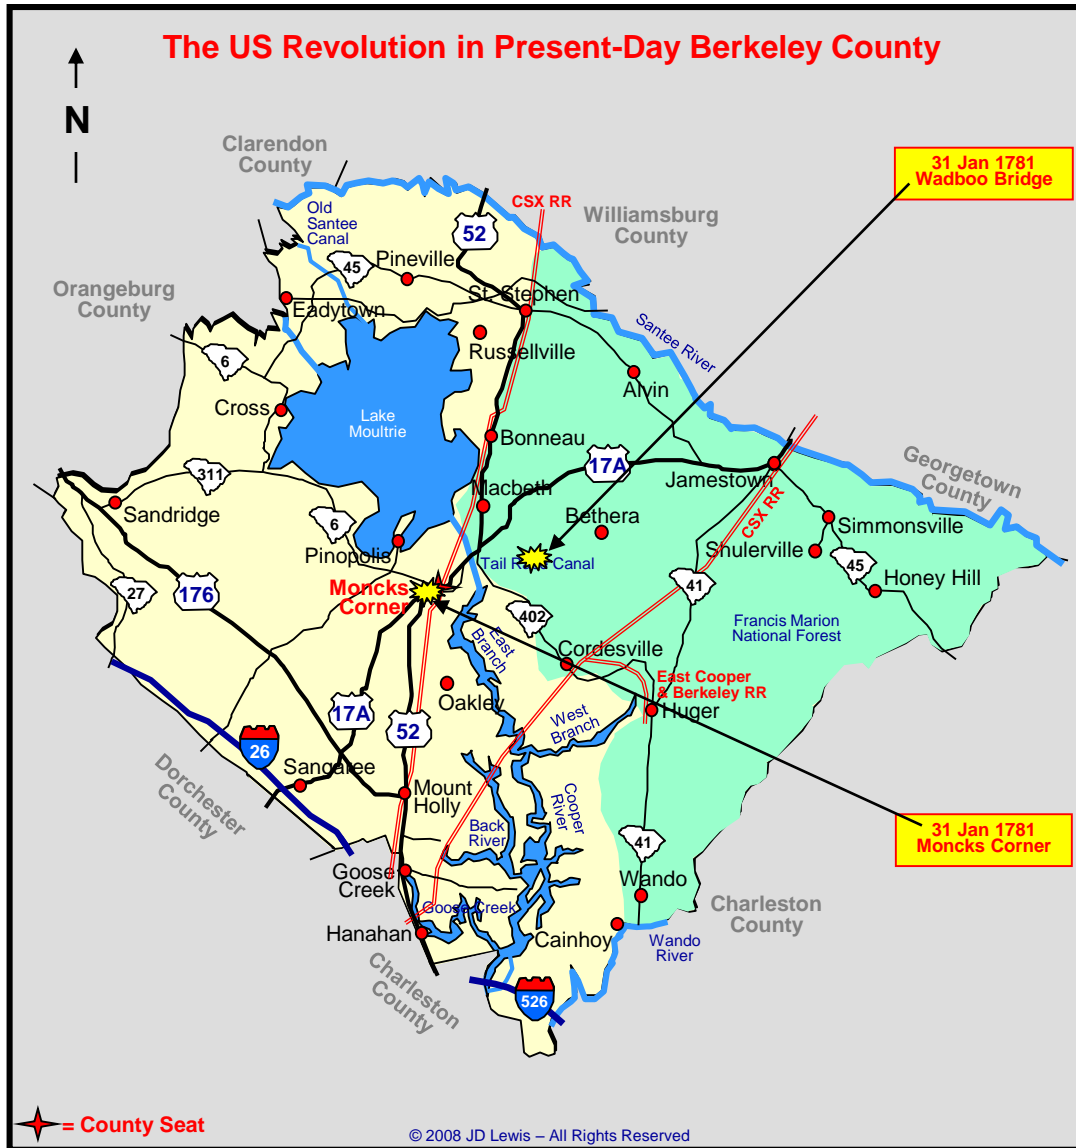 The US Revolution in Present-Day Berkeley County
N
Clarendon
County
31 Jan 1781
Wadboo Bridge
CSX RR
Old
Santee
Canal
Williamsburg
County
52
45
Pineville
Orangeburg
County
Eadytown
St. Stephen
Santee River
Russellville
6
Alvin
Cross
Lake
Moultrie
Bonneau
17A
Jamestown
Georgetown
County
311
Macbeth
CSX RR
Sandridge
6
Bethera
Simmonsville
Pinopolis
Shulerville
Tail Race Canal
45
Honey Hill
27
176
Moncks
Corner
41
402
Francis Marion
National Forest
East
Branch
Cordesville
East Cooper
& Berkeley RR
Oakley
Huger
17A
52
West
Branch
26
Sangaree
Dorchester
County
Mount
Holly
Cooper
River
Back
River
31 Jan 1781
Moncks Corner
41
Goose
Creek
Wando
Goose Creek
Charleston
County
Hanahan
Cainhoy
Wando
River
Charleston
County
526
= County Seat
© 2008 JD Lewis – All Rights Reserved